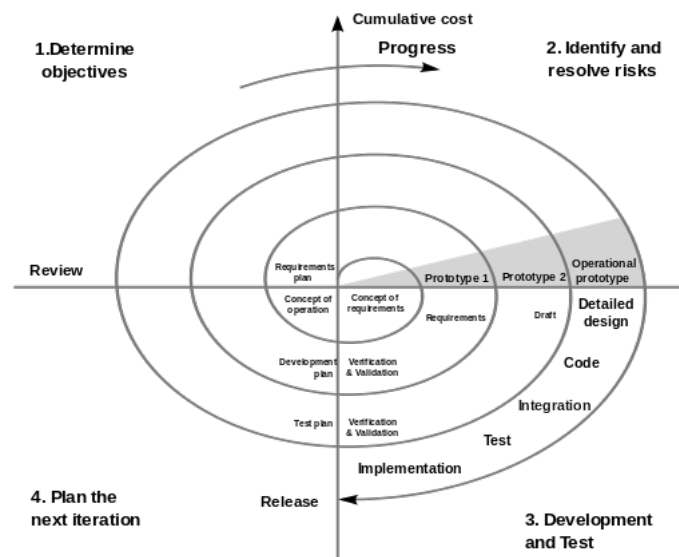 Cumulative cost
1.Determine
objectives
Progress
2. Identify and
resolve risks
Review
Requirements
plan
Prototype 1
Prototype 2
Operational
prototype
Concept of
operation
Concept of
requirements
Requirements
Draft
Detailed
design
Development
plan
Verification
& Validation
Code
Integration
Test plan
Verification
& Validation
Test
Implementation
4. Plan the
next iteration
Release
3. Development
and Test